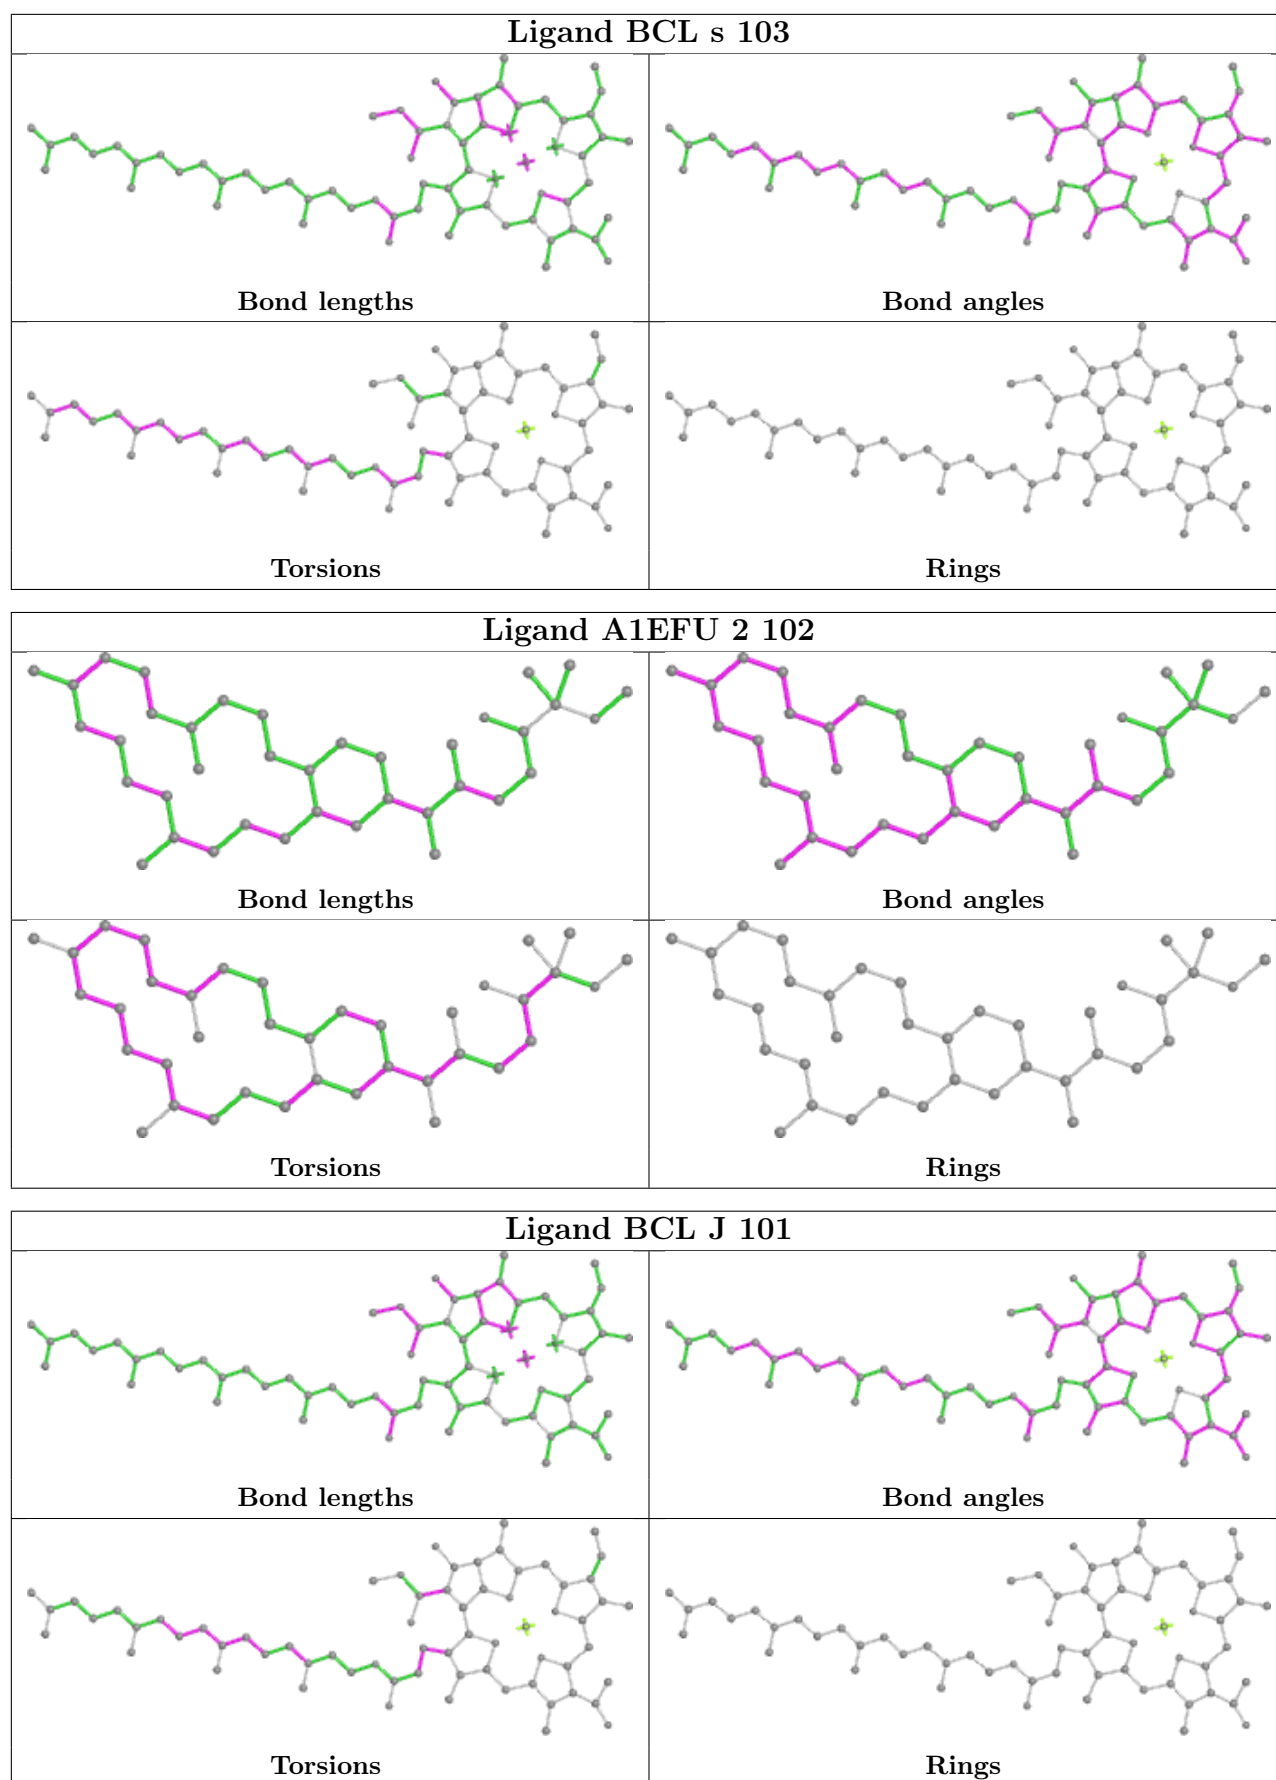 Ligand BCL s 103
Bond lengths
Bond angles
Torsions
Rings
Ligand A1EFU 2 102
Bond lengths
Bond angles
Torsions
Rings
Ligand BCL J 101
Bond lengths
Bond angles
Torsions
Rings